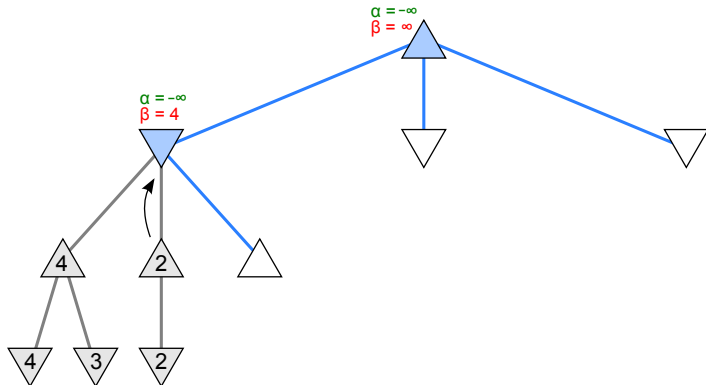 α = -∞
β = ∞
α = -∞
β = 4
4
2
4
3
2